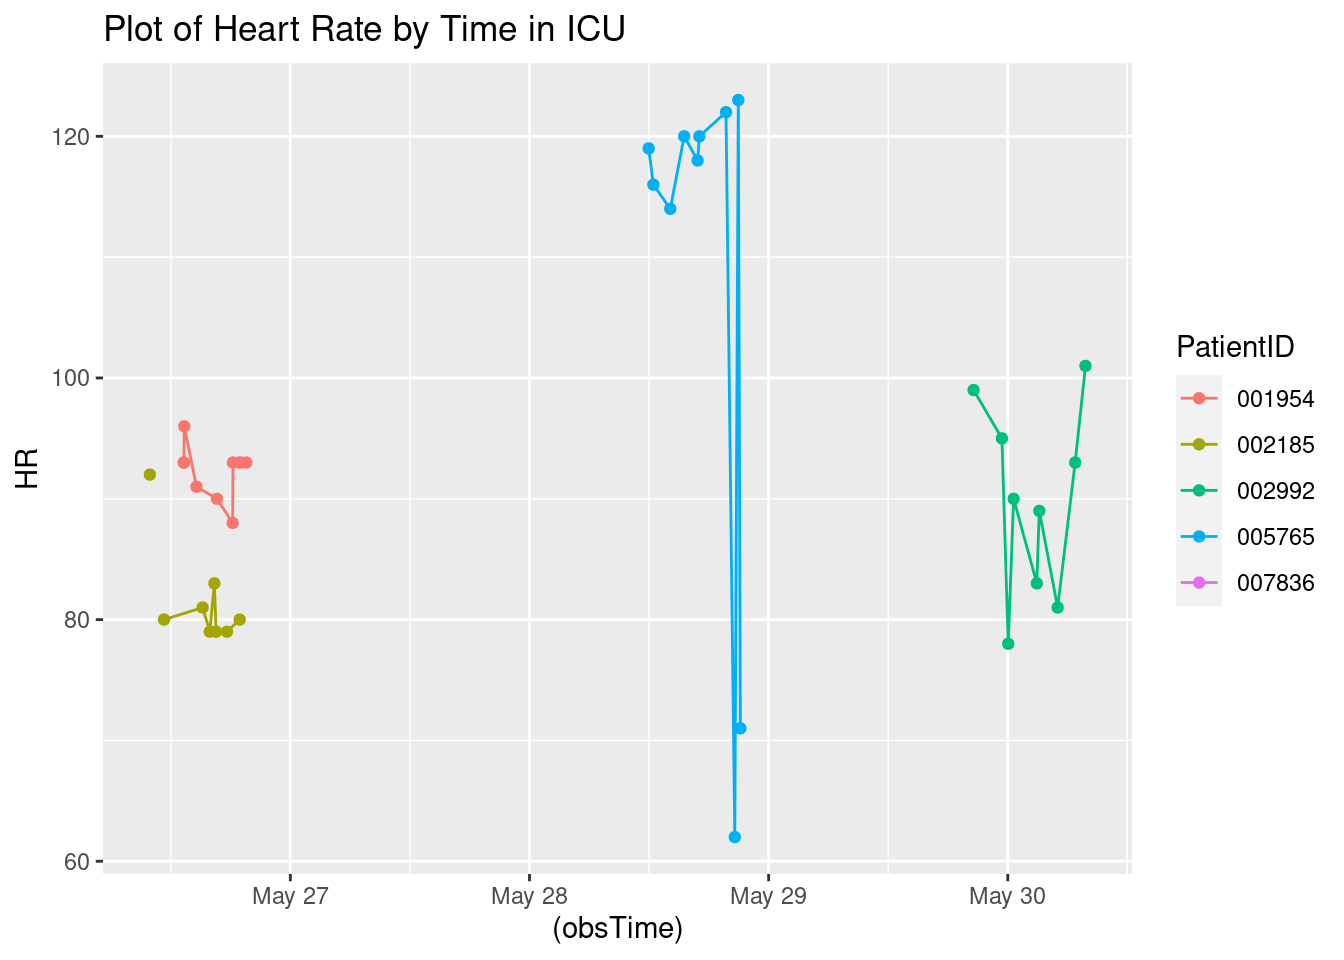 Plot of Heart Rate by Time in ICU
120
100
80
60
HR
May 27
May 28
May 29
May 30
(obsTime)
PatientID
001954
002185
002992
005765
007836